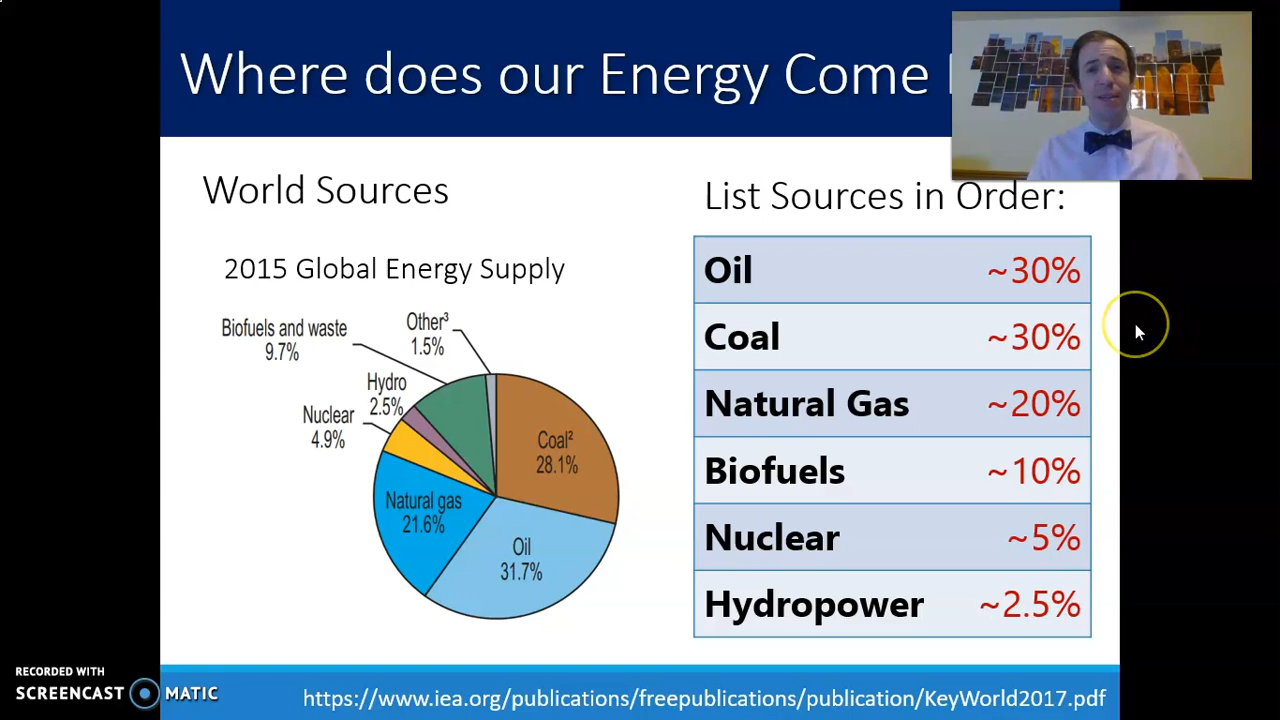 Where does our Energy Come
World Sources
2015 Global Energy Supply
Biofuels and waste
9.7%
Other³
1.5%
Hydro
2.5%
Nuclear
4.9%
Coal²
28.1%
Natural gas
21.6%
Oil
31.7%
List Sources in Order:
Oil ~30%
Coal ~30%
Natural Gas ~20%
Biofuels ~10%
Nuclear ~5%
Hydropower ~2.5%
RECORDED WITH
SCREENCAST MATIC
https://www.iea.org/publications/freepublications/publication/KeyWorld2017.pdf